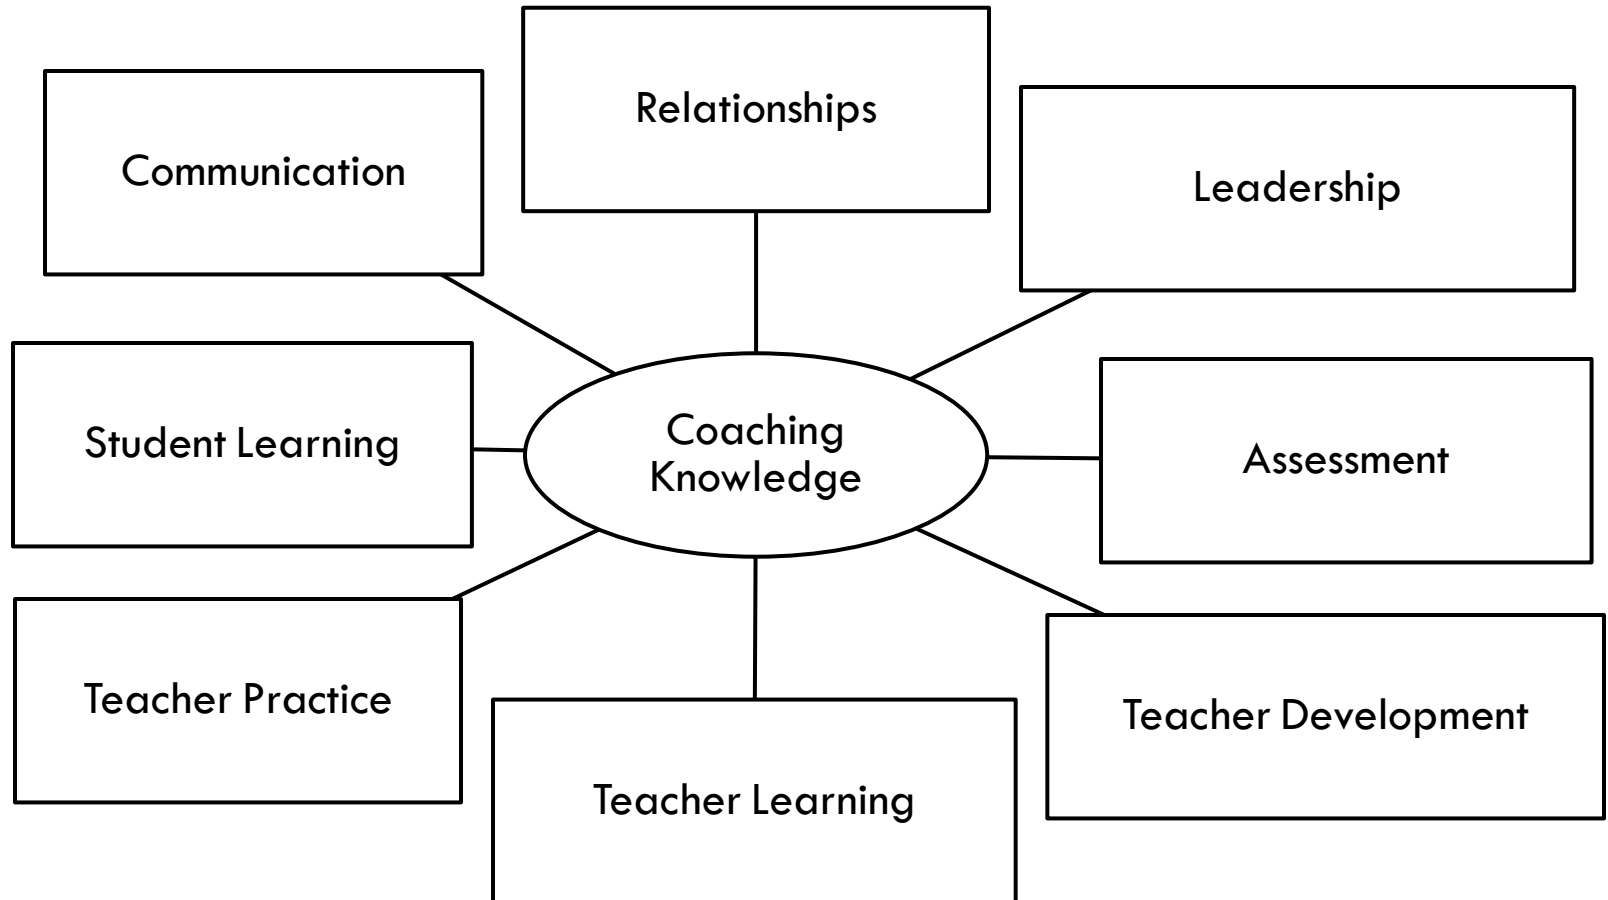 Relationships
Communication
Leadership
Student Learning
Coaching
Knowledge
Assessment
Teacher Practice
Teacher Development
Teacher Learning